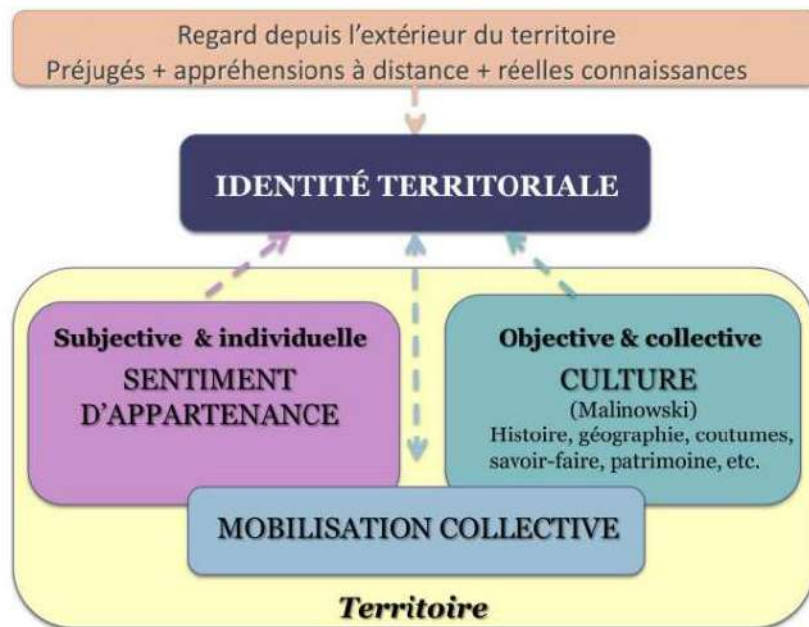 Regard depuis l'extérieur du territoire
Préjugés + appréhensions à distance + réelles connaissances
IDENTITÉ TERRITORIALE
Subjective & individuelle
SENTIMENT
D'APPARTENANCE
Objective & collective
CULTURE
(Malinowski)
Histoire, géographie, coutumes,
savoir-faire, patrimoine, etc.
MOBILISATION COLLECTIVE
Territoire